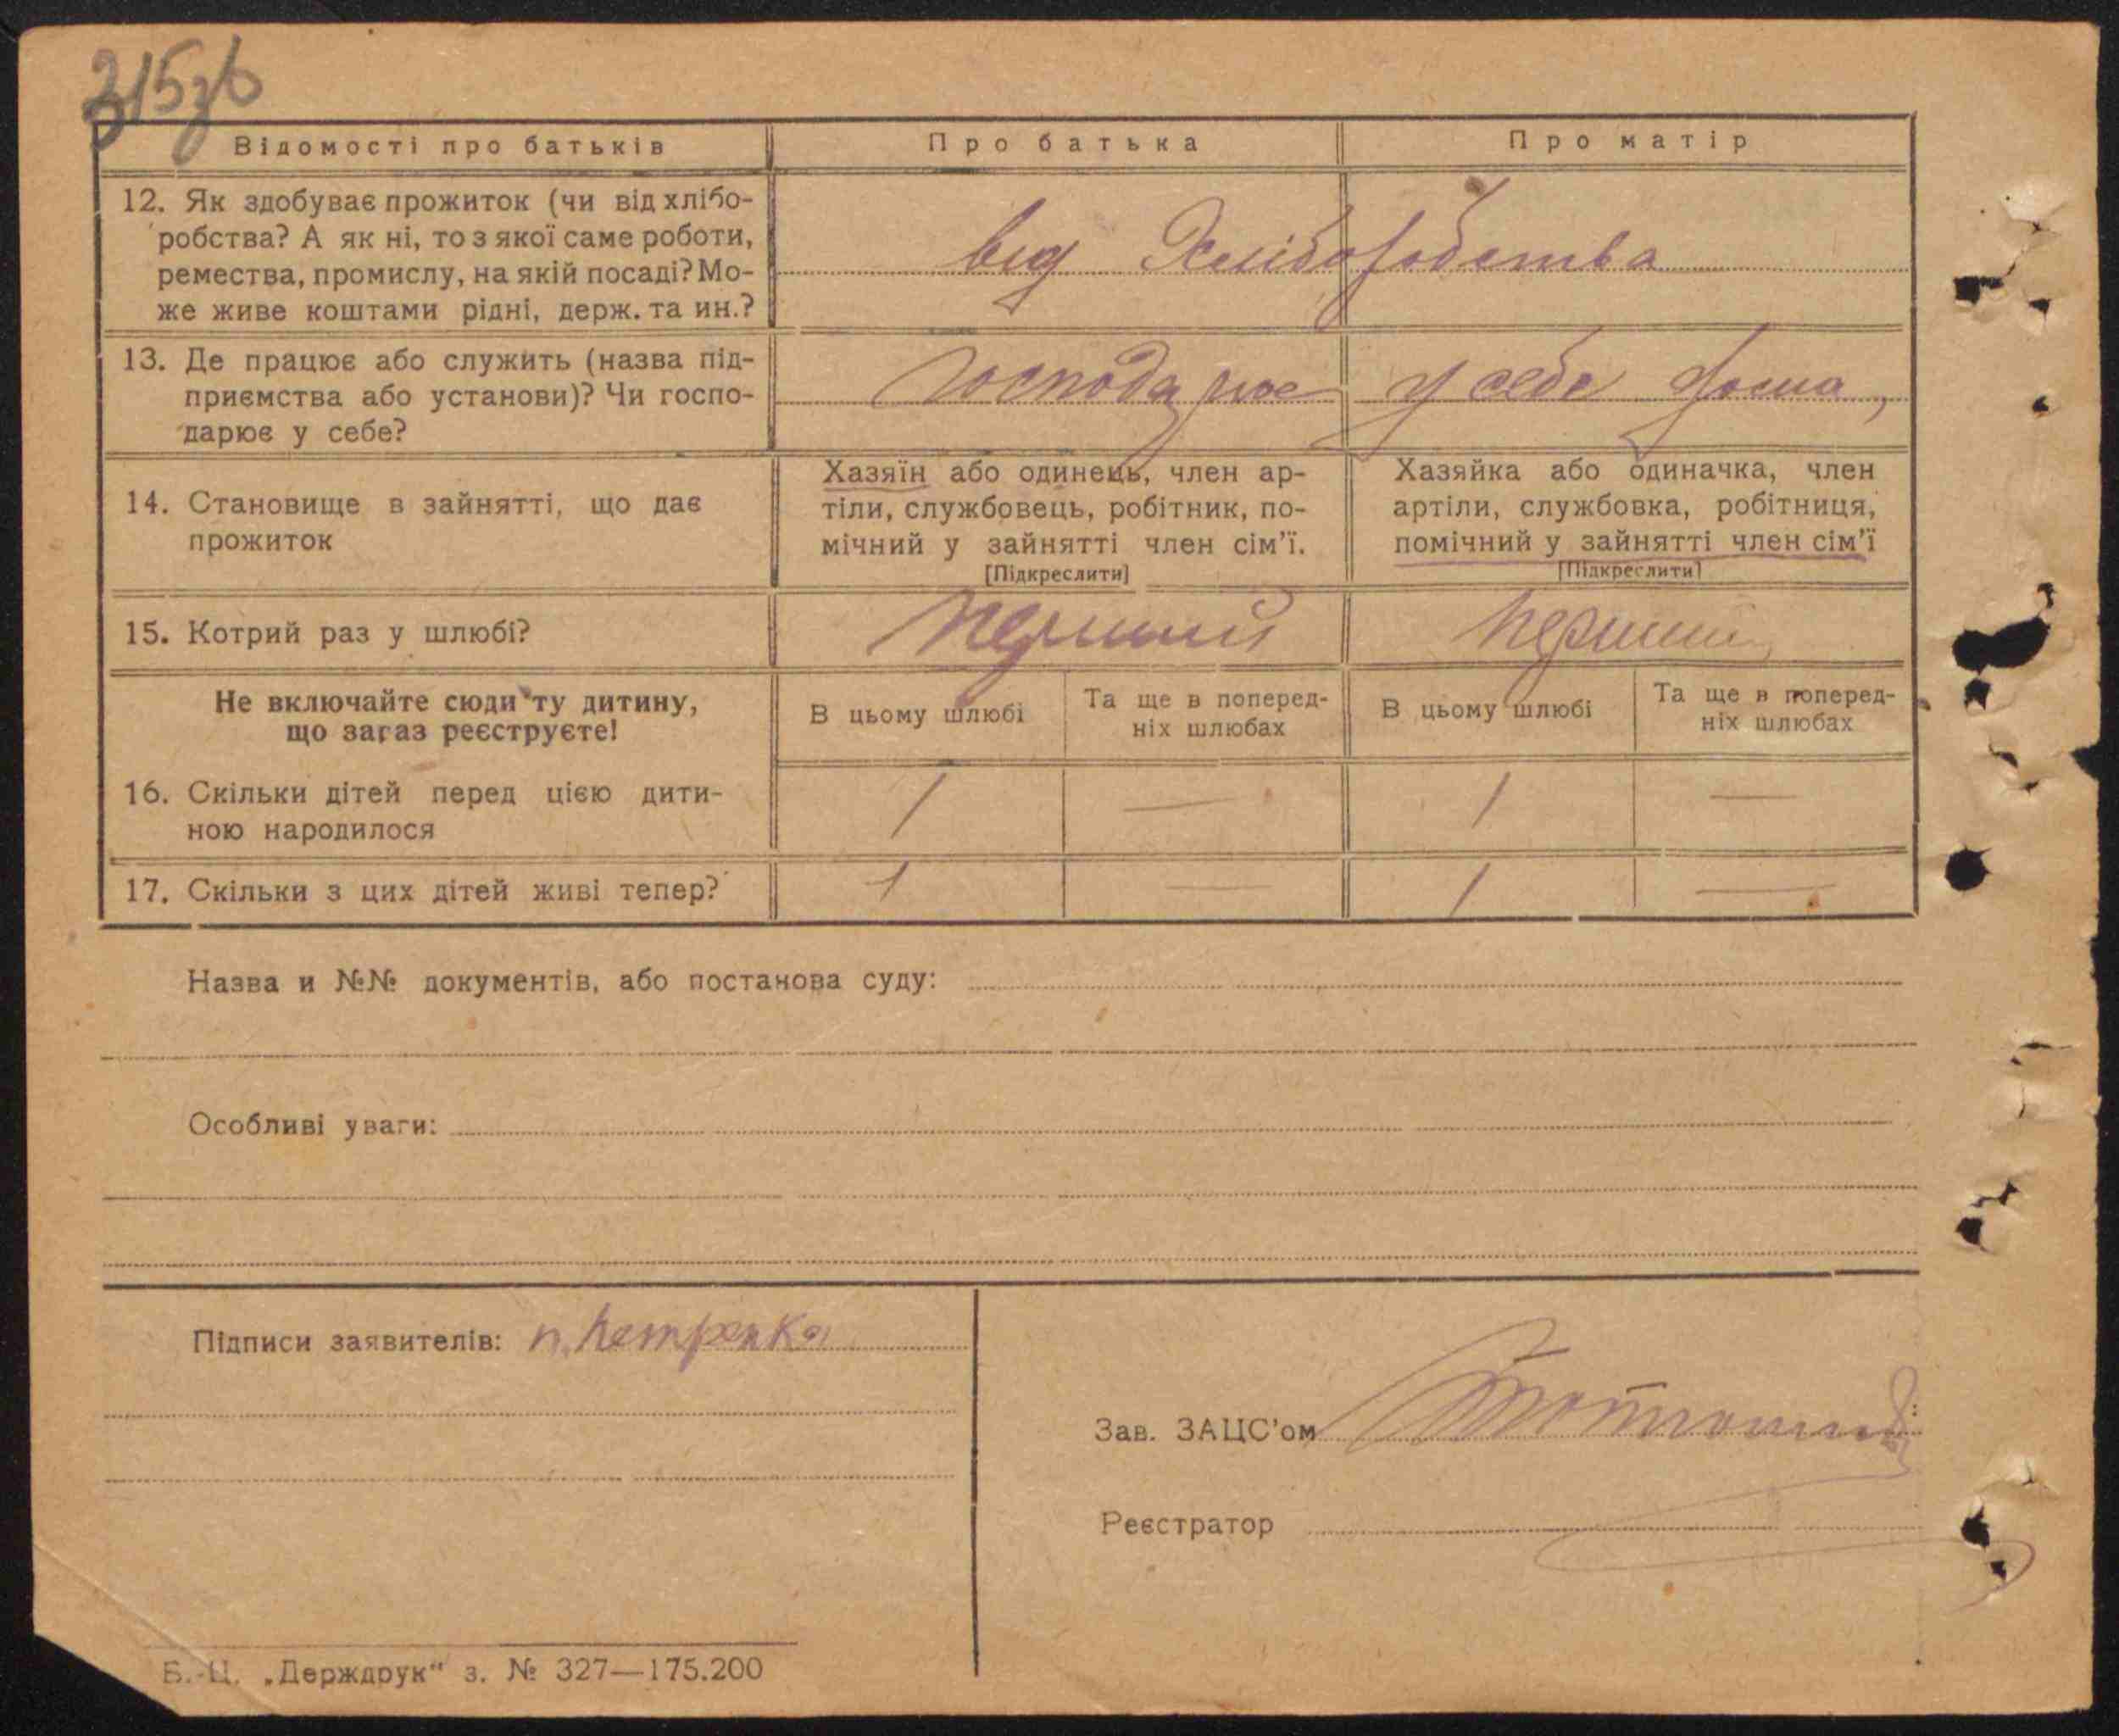 315зв
Відомості про батьків
Про батька
Про матір
12. Як здобуває прожиток (чи від хлібо-
робства? А як ні, то з якої саме роботи,
ремества, промислу, на якій посаді? Мо-
же живе коштами рідні, держ. та ин.?
від Хліборобства
13. Де працює або служить (назва під-
приємства або установи)? Чи госпо-
дарює у себе?
Господарює у себе дома,
14. Становище в зайнятті, що дає
прожиток
Хазяїн або одинець, член ар-
тіли, службовець, робітник, по-
мічний у зайнятті член сім'ї.
[Підкреслити]
Хазяйка або одиначка, член
артіли, службовка, робітниця,
помічний у зайнятті член сім'ї
[Підкреслити]
15. Котрий раз у шлюбі?
Перший
Перший
Не включайте сюди ту дитину,
що зараз реєструєте!
В цьому шлюбі
Та ще в поперед-
ніх шлюбах
В цьому шлюбі
Та ще в поперед-
ніх шлюбах
16. Скільки дітей перед цією дити-
ною народилося
1 — 1 —
17. Скільки з цих дітей живі тепер?
1 — 1 —
Назва и №№ документів, або постанова суду:
Особливі уваги:
Підписи заявителів: П. Петренко
Зав. ЗАЦС'ом
Реєстратор
Б.-Ц. „Держдрук“ з. № 327—175.200